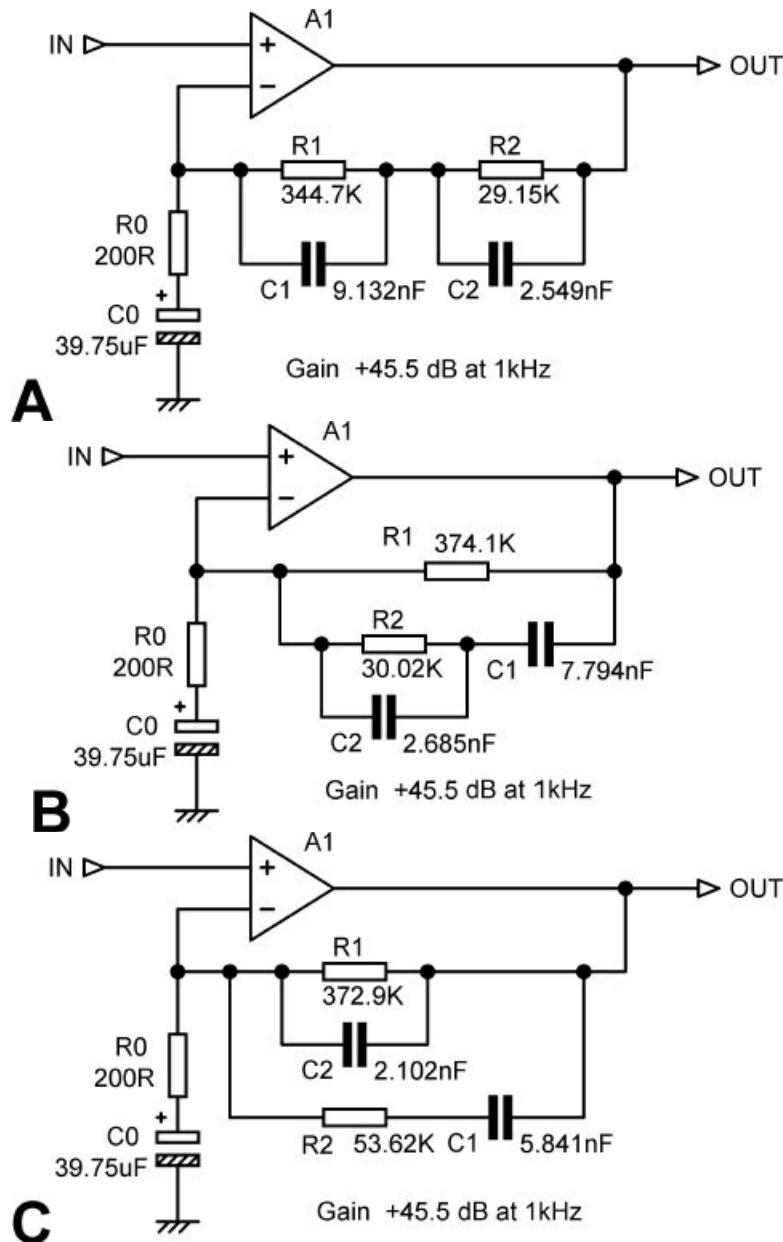 A1
IN
+
OUT
−
R1
R2
344.7K
29.15K
R0
200R
C1
9.132nF
C2
2.549nF
+
C0
39.75uF
Gain +45.5 dB at 1kHz
A
A1
IN
+
OUT
−
R1
374.1K
R2
R0
200R
30.02K
C1
7.794nF
+
C0
C2
2.685nF
39.75uF
Gain +45.5 dB at 1kHz
B
A1
IN
+
OUT
−
R1
372.9K
R0
200R
C2
2.102nF
+
C0
R2
53.62K
C1
5.841nF
39.75uF
Gain +45.5 dB at 1kHz
C